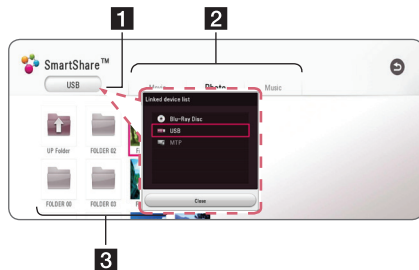 1
2
SmartShare™
USB
Photo
Music
Linked device list
Blu-Ray Disc
USB
MTP
Close
UP Folder
FOLDER 02
FOLDER 00
FOLDER 03
3